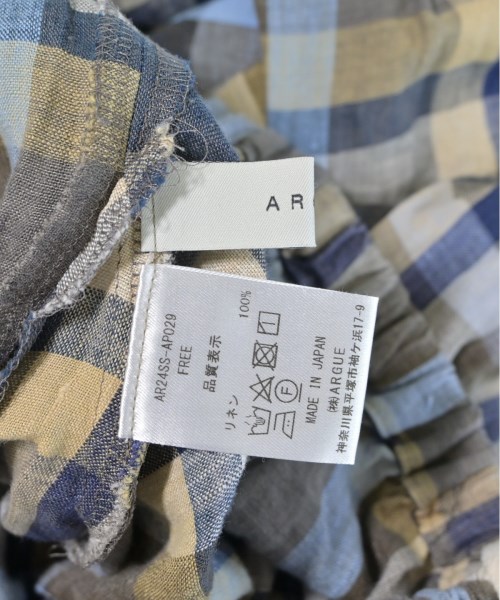 AR
AR24SS-AP029
FREE
品質表示
リネン 100%
MADE IN JAPAN
(株)ARGUE
神奈川県平塚市袖ケ浜17-9